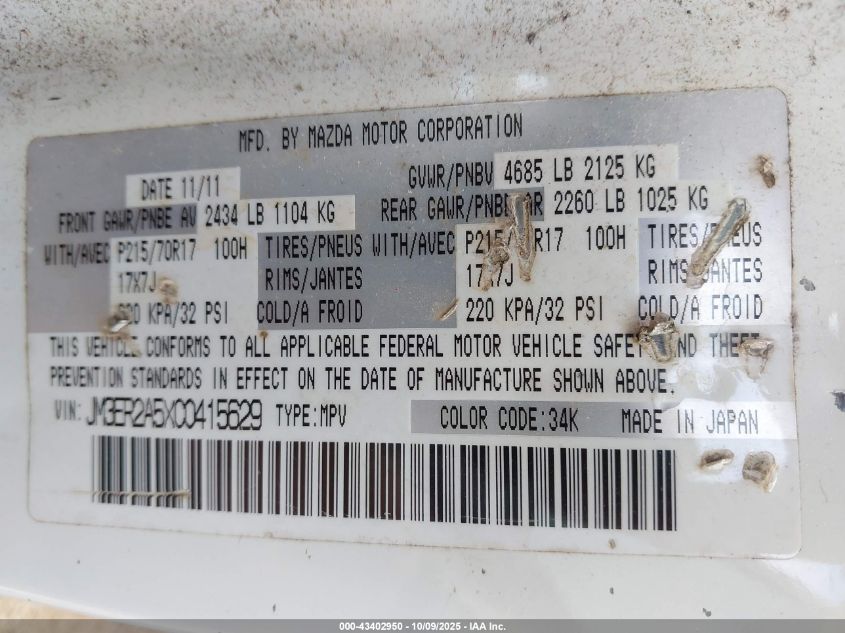 MFD. BY MAZDA MOTOR CORPORATION
DATE 11/11 GVWR/PNBV 4685 LB 2125 KG
FRONT GAWR/PNBE AV 2434 LB 1104 KG REAR GAWR/PNBE AR 2260 LB 1025 KG
WITH/AVEC P215/70R17 100H TIRES/PNEUS WITH/AVEC P215/70R17 100H TIRES/PNEUS
17X7J RIMS/JANTES 17X7J RIMS/JANTES
220 KPA/32 PSI COLD/A FROID 220 KPA/32 PSI COLD/A FROID
THIS VEHICLE CONFORMS TO ALL APPLICABLE FEDERAL MOTOR VEHICLE SAFETY AND THEFT
PREVENTION STANDARDS IN EFFECT ON THE DATE OF MANUFACTURE SHOWN ABOVE.
VIN: JM3ER2A5XC0415629 TYPE:MPV COLOR CODE:34K MADE IN JAPAN
000-43402950 - 10/09/2025 - IAA Inc.